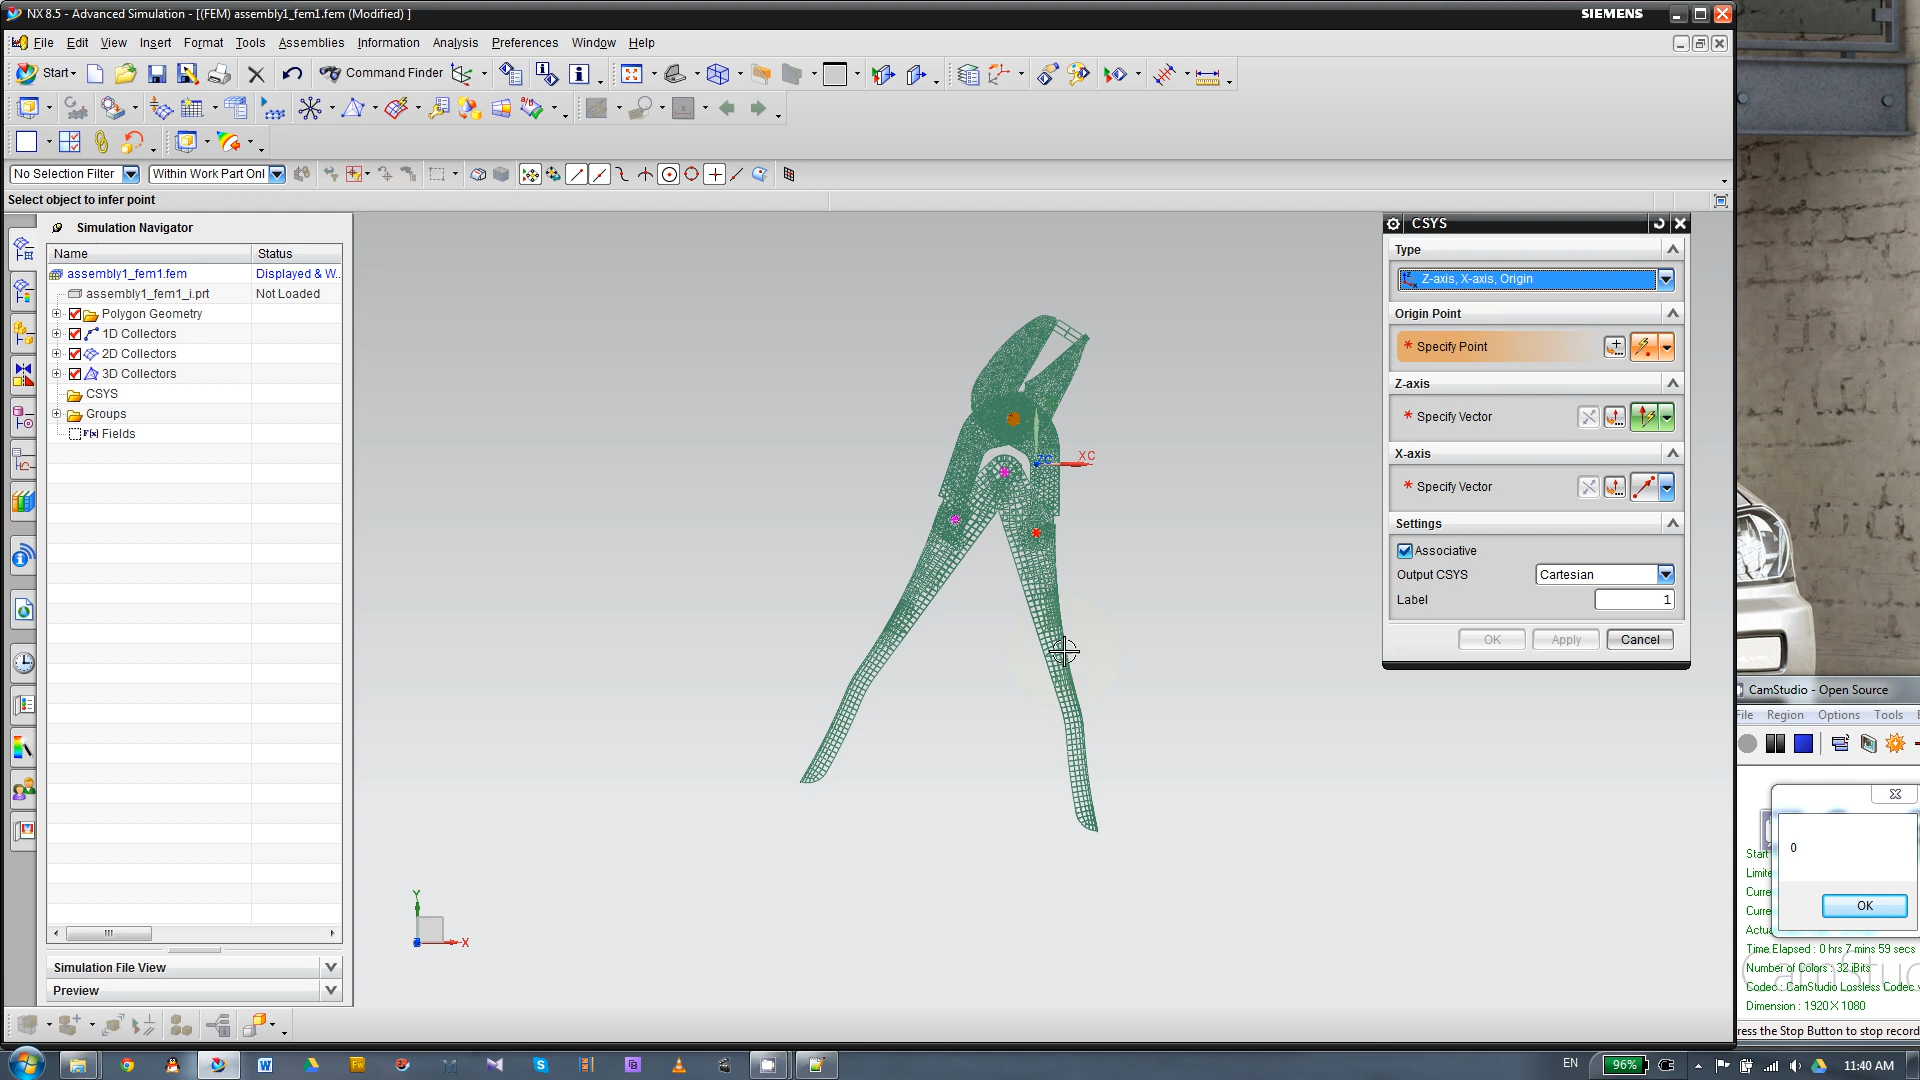 NX 8.5 - Advanced Simulation - [(FEM) assembly1_fem1.fem (Modified) ]
SIEMENS
File Edit View Insert Format Tools Assemblies Information Analysis Preferences Window Help
Start
Command Finder
No Selection Filter
Within Work Part Onl
Select object to infer point
Simulation Navigator
Name Status
assembly1_fem1.fem Displayed & W..
assembly1_fem1_i.prt Not Loaded
Polygon Geometry
1D Collectors
2D Collectors
3D Collectors
CSYS
Groups
Fields
Simulation File View
Preview
XC
ZC
Y
X
CSYS
Type
Z-axis, X-axis, Origin
Origin Point
* Specify Point
Z-axis
* Specify Vector
X-axis
* Specify Vector
Settings
Associative
Output CSYS Cartesian
Label 1
OK Apply Cancel
CamStudio - Open Source
File Region Options Tools
0
OK
Start
Time Elapsed : 0 hrs 7 mins 59 secs
Number of Colors : 32 iBits
Codec : CamStudio Lossless Codec v
Dimension : 1920 X 1080
ress the Stop Button to stop record
EN
96%
11:40 AM